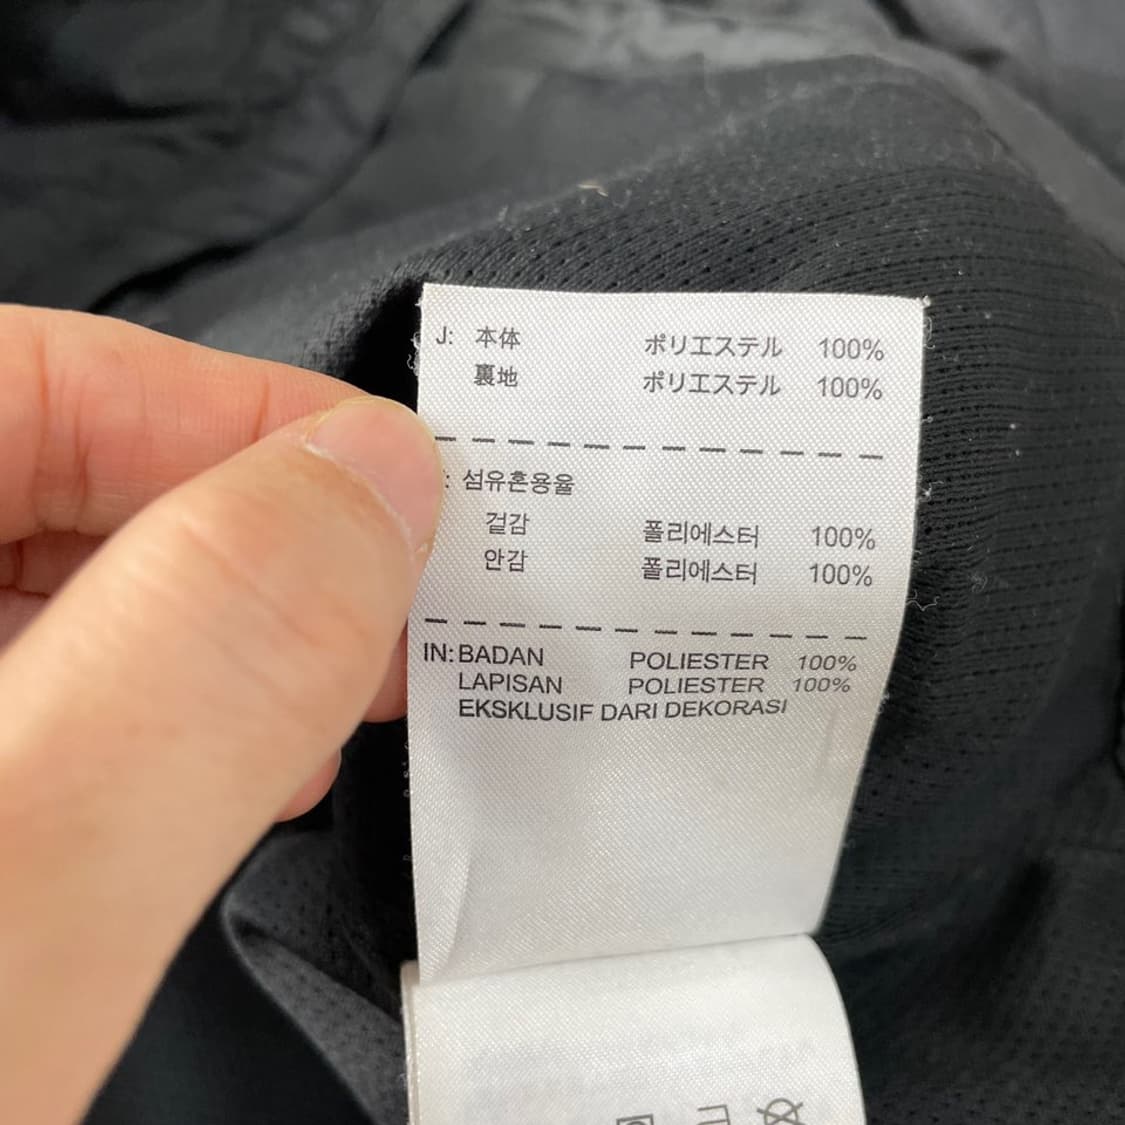 J: 本体 ポリエステル 100%
裏地 ポリエステル 100%
: 섬유혼용율
겉감 폴리에스터 100%
안감 폴리에스터 100%
IN: BADAN POLIESTER 100%
LAPISAN POLIESTER 100%
EKSKLUSIF DARI DEKORASI